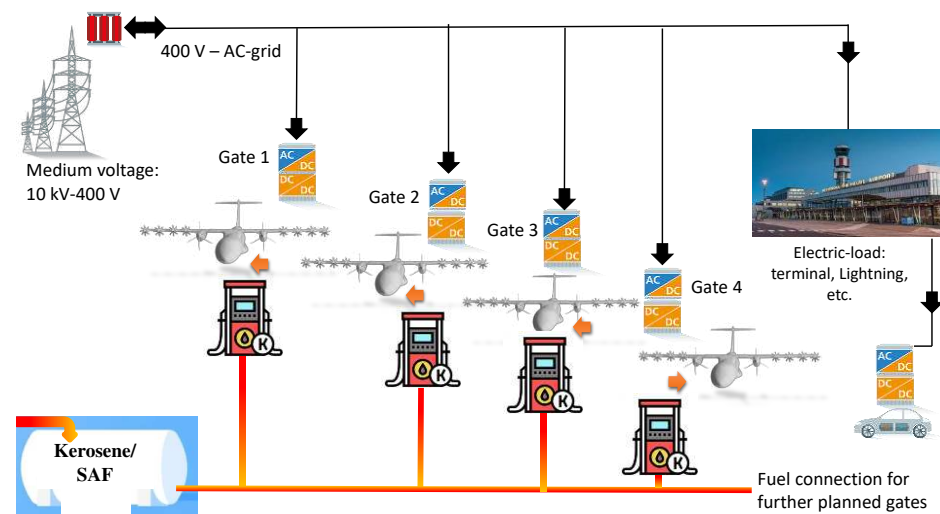 400 V – AC-grid
Medium voltage:
10 kV-400 V
Gate 1
AC
DC
DC
DC
Gate 2
AC
DC
DC
DC
Gate 3
AC
DC
DC
DC
Gate 4
AC
DC
DC
DC
Electric-load:
terminal, Lightning,
etc.
AC
DC
DC
DC
K
K
K
K
Kerosene/
SAF
Fuel connection for
further planned gates